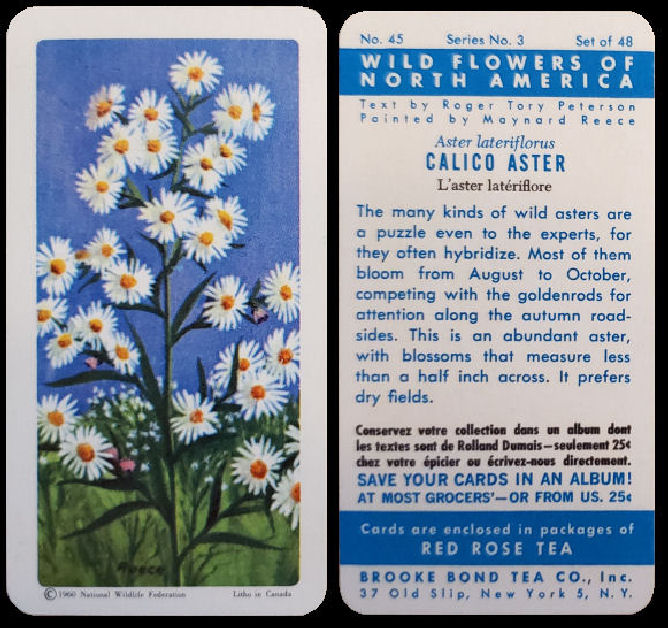 Reece
© 1960 National Wildlife Federation Litho in Canada
No. 45 Series No. 3 Set of 48
WILD FLOWERS OF
NORTH AMERICA
Text by Roger Tory Peterson
Painted by Maynard Reece
Aster lateriflorus
CALICO ASTER
L'aster latériflore
The many kinds of wild asters are
a puzzle even to the experts, for
they often hybridize. Most of them
bloom from August to October,
competing with the goldenrods for
attention along the autumn road-
sides. This is an abundant aster,
with blossoms that measure less
than a half inch across. It prefers
dry fields.
Conservez votre collection dans un album dont
les textes sont de Rolland Dumais—seulement 25¢
chez votre épicier ou écrivez-nous directement.
SAVE YOUR CARDS IN AN ALBUM!
AT MOST GROCERS'—OR FROM US. 25¢
Cards are enclosed in packages of
RED ROSE TEA
BROOKE BOND TEA CO., Inc.
37 Old Slip, New York 5, N.Y.